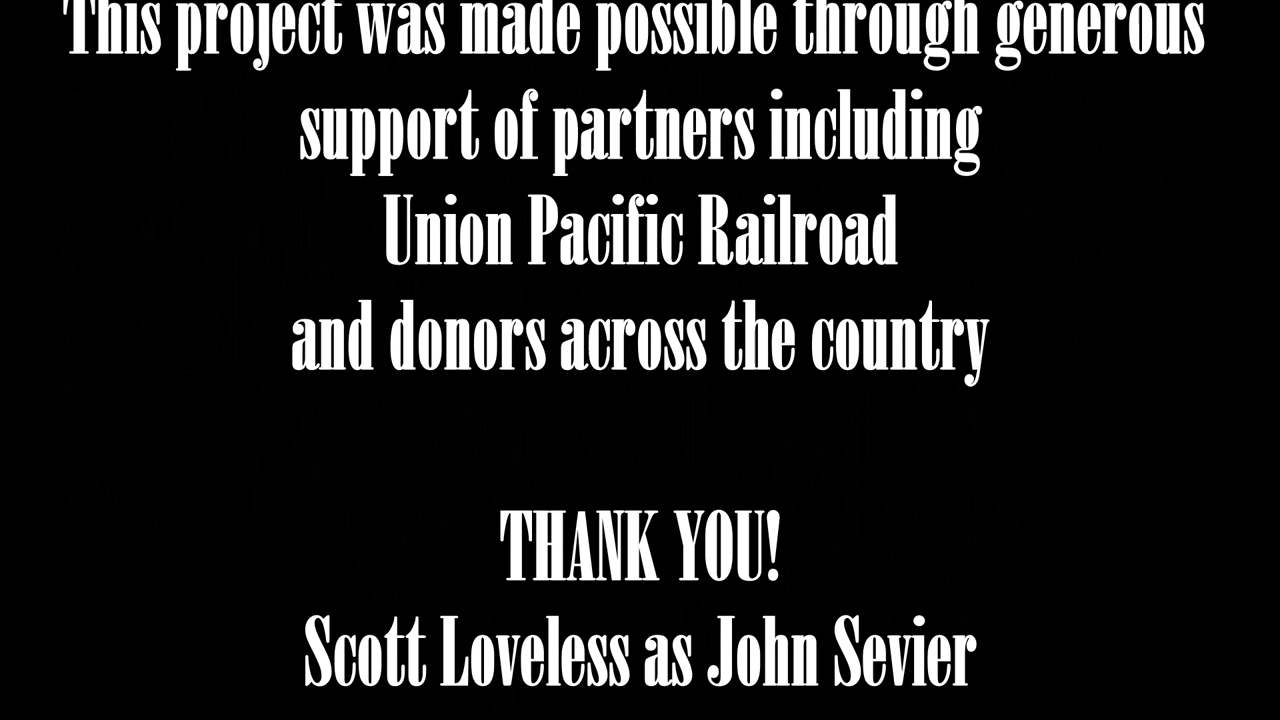 This project was made possible through generous
support of partners including
Union Pacific Railroad
and donors across the country
THANK YOU!
Scott Loveless as John Sevier